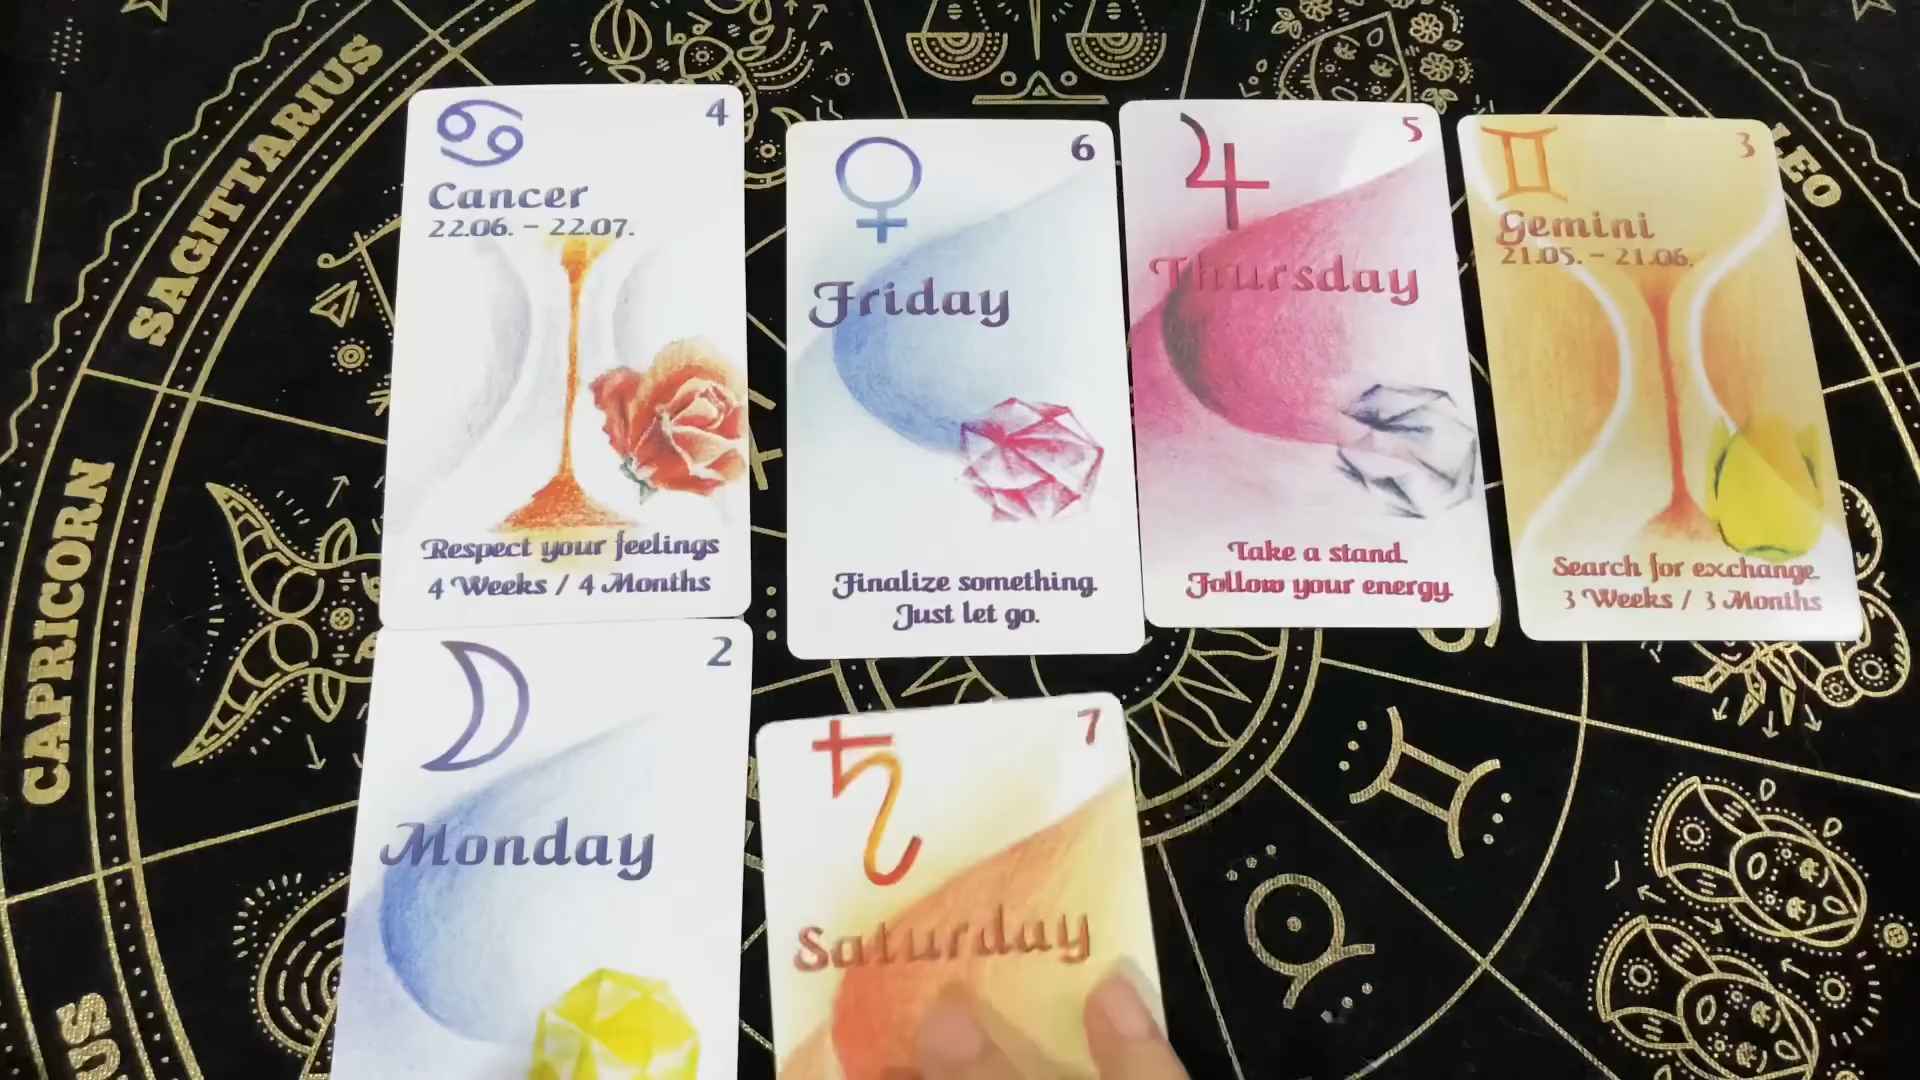 SAGITTARIUS
LEO
CAPRICORN
4
Cancer
22.06. - 22.07.
Respect your feelings
4 Weeks / 4 Months
6
Friday
Finalize something.
Just let go.
5
Thursday
Take a stand.
Follow your energy.
3
Gemini
21.05. - 21.06.
Search for exchange.
3 Weeks / 3 Months
2
Monday
7
Saturday